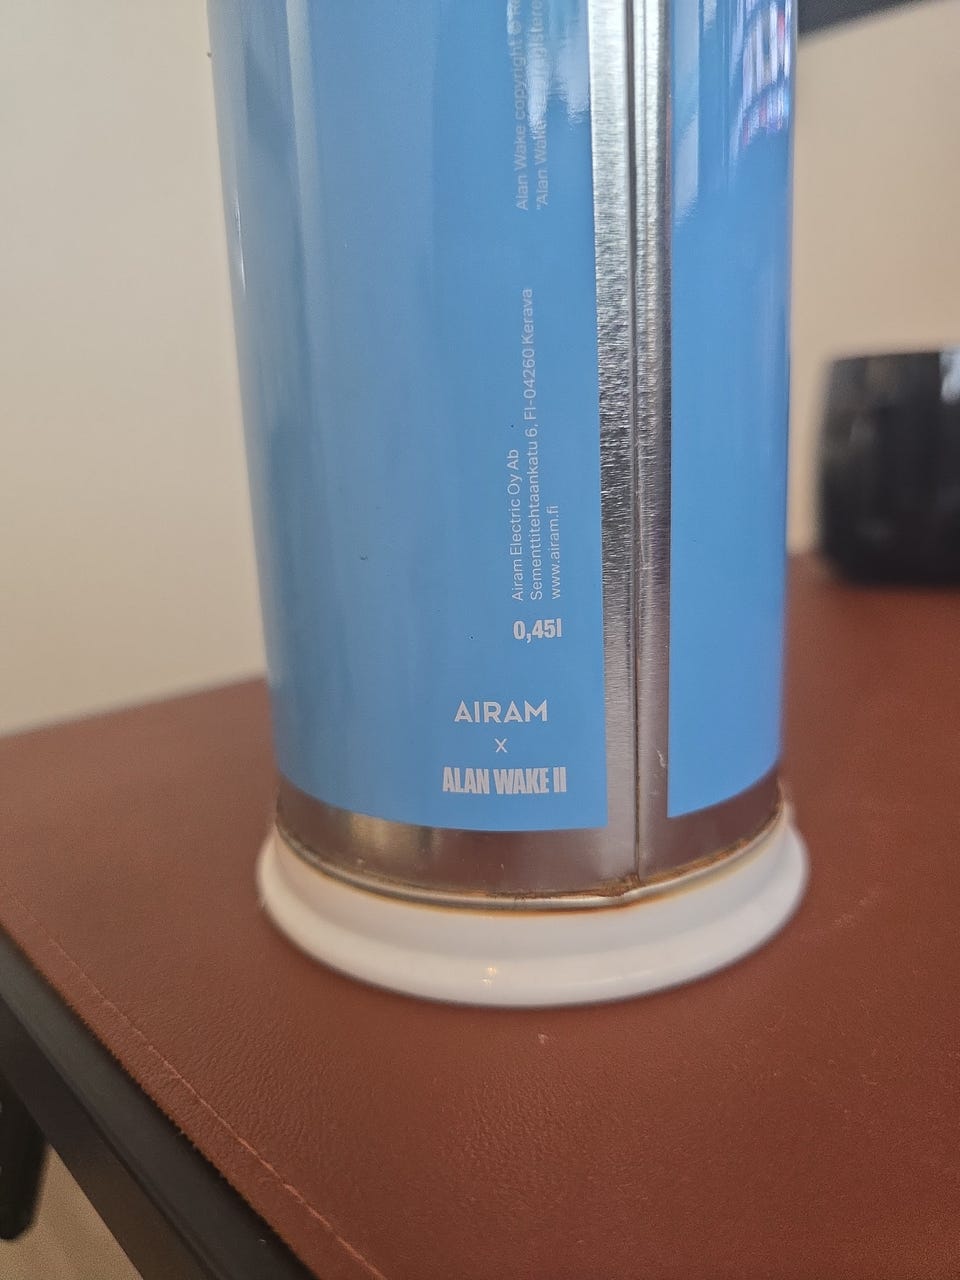 Alan Wake copyright ©
"Alan Wake
Airam Electric Oy Ab
Sementtitehtaankatu 6, FI-04260 Kerava
www.airam.fi
0,45l
AIRAM
x
ALAN WAKE II